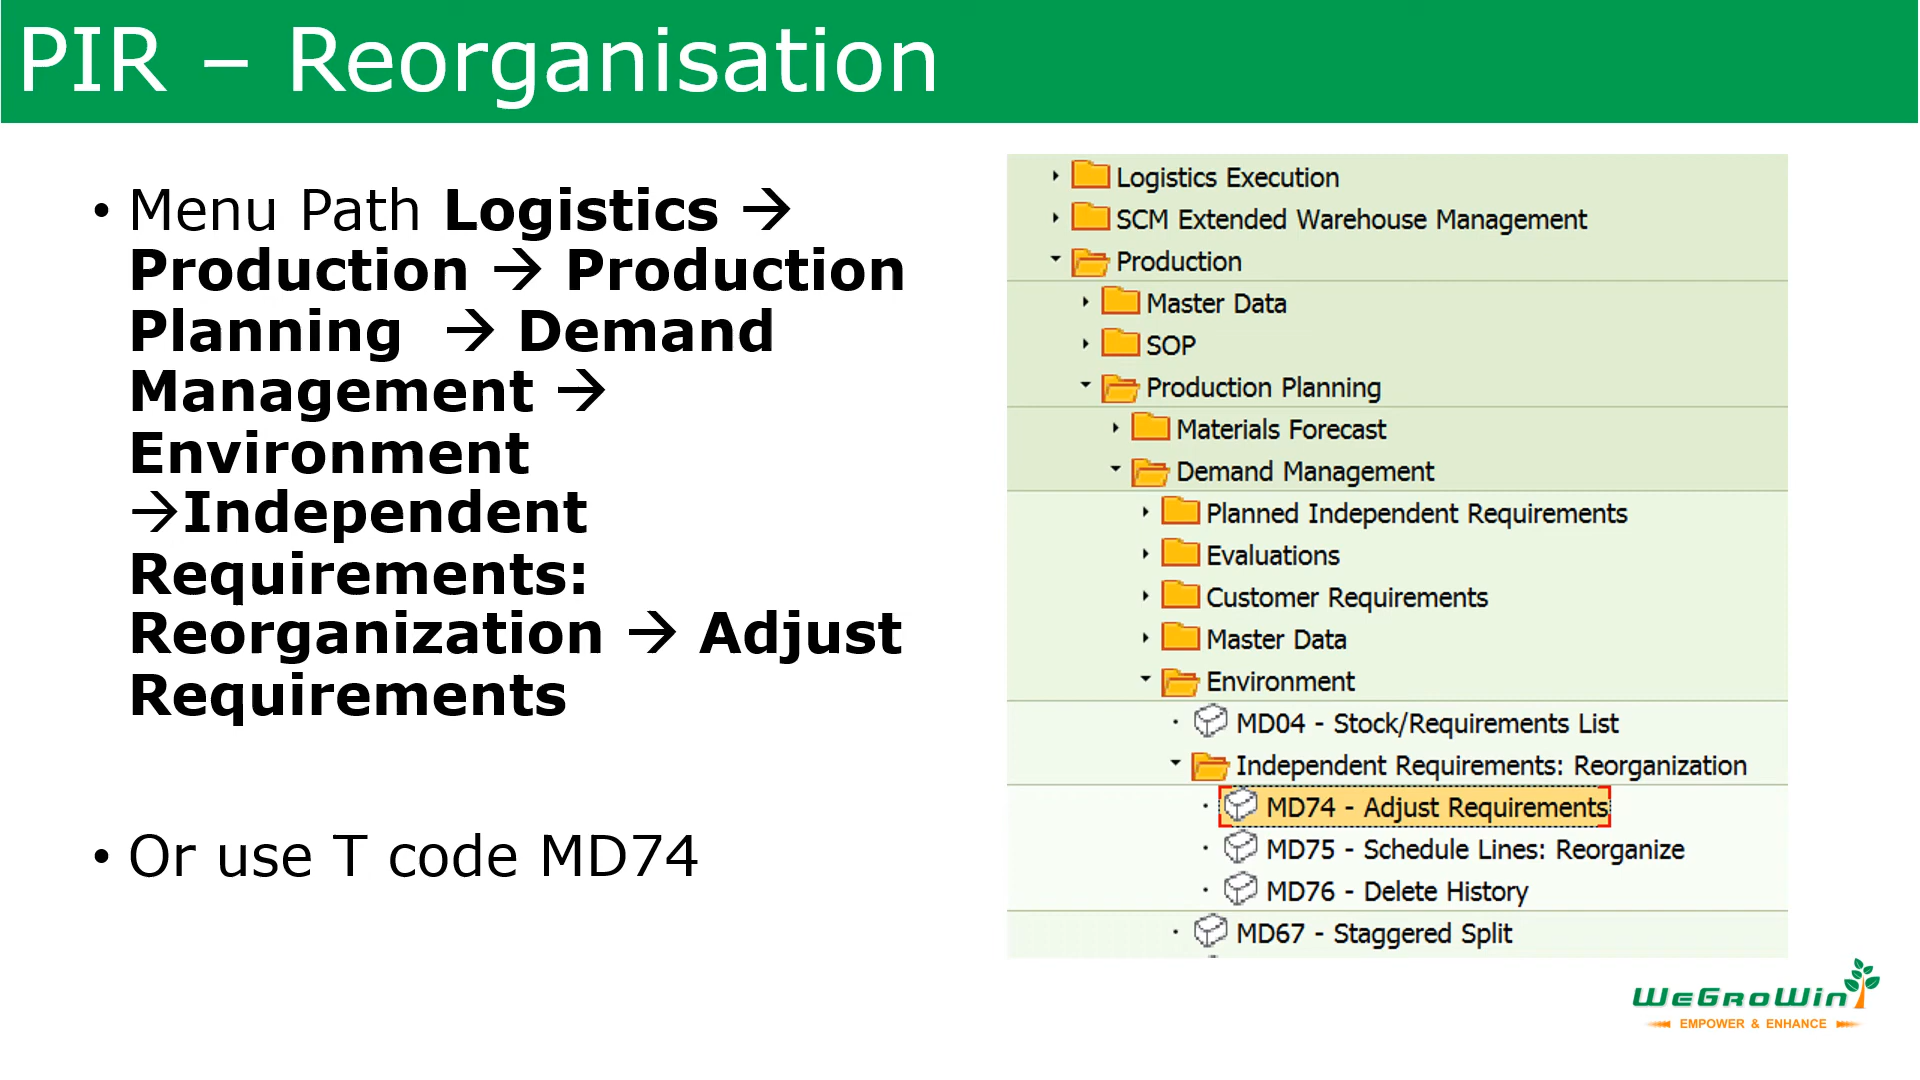 PIR – Reorganisation
• Menu Path Logistics →
Production → Production
Planning → Demand
Management →
Environment
→Independent
Requirements:
Reorganization → Adjust
Requirements
• Or use T code MD74
Logistics Execution
SCM Extended Warehouse Management
Production
Master Data
SOP
Production Planning
Materials Forecast
Demand Management
Planned Independent Requirements
Evaluations
Customer Requirements
Master Data
Environment
MD04 - Stock/Requirements List
Independent Requirements: Reorganization
MD74 - Adjust Requirements
MD75 - Schedule Lines: Reorganize
MD76 - Delete History
MD67 - Staggered Split
WeGroWin
EMPOWER & ENHANCE